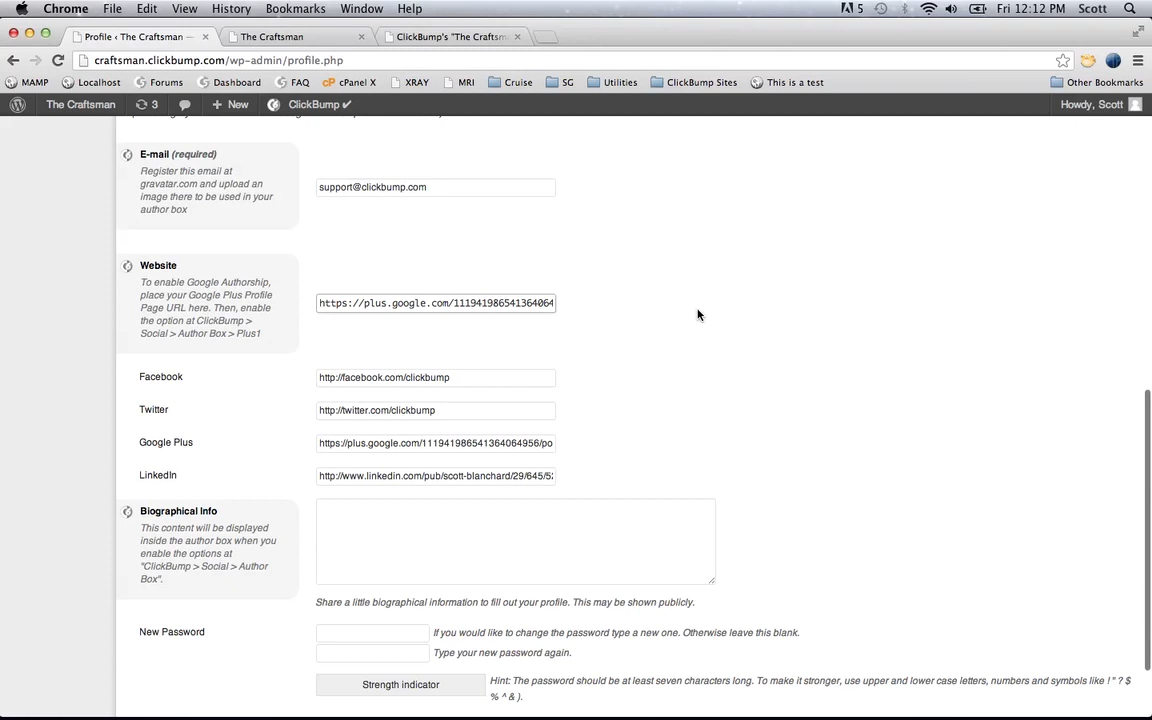 Chrome File Edit View History Bookmarks Window Help 5 Fri 12:12 PM Scott
Profile ‹ The Craftsman — The Craftsman ClickBump's "The Craftsm
craftsman.clickbump.com/wp-admin/profile.php
MAMP Localhost Forums Dashboard FAQ cP cPanel X XRAY MRI Cruise SG Utilities ClickBump Sites This is a test Other Bookmarks
The Craftsman 3 + New ClickBump ✔ Howdy, Scott
E-mail (required)
Register this email at
gravatar.com and upload an
image there to be used in your
author box
support@clickbump.com
Website
To enable Google Authorship,
place your Google Plus Profile
Page URL here. Then, enable
the option at ClickBump >
Social > Author Box > Plus1
https://plus.google.com/111941986541364064
Facebook http://facebook.com/clickbump
Twitter http://twitter.com/clickbump
Google Plus https://plus.google.com/111941986541364064956/po
LinkedIn http://www.linkedin.com/pub/scott-blanchard/29/645/52
Biographical Info
This content will be displayed
inside the author box when you
enable the options at
"ClickBump > Social > Author
Box".
Share a little biographical information to fill out your profile. This may be shown publicly.
New Password If you would like to change the password type a new one. Otherwise leave this blank.
Type your new password again.
Strength indicator Hint: The password should be at least seven characters long. To make it stronger, use upper and lower case letters, numbers and symbols like ! " ? $
% ^ & ).